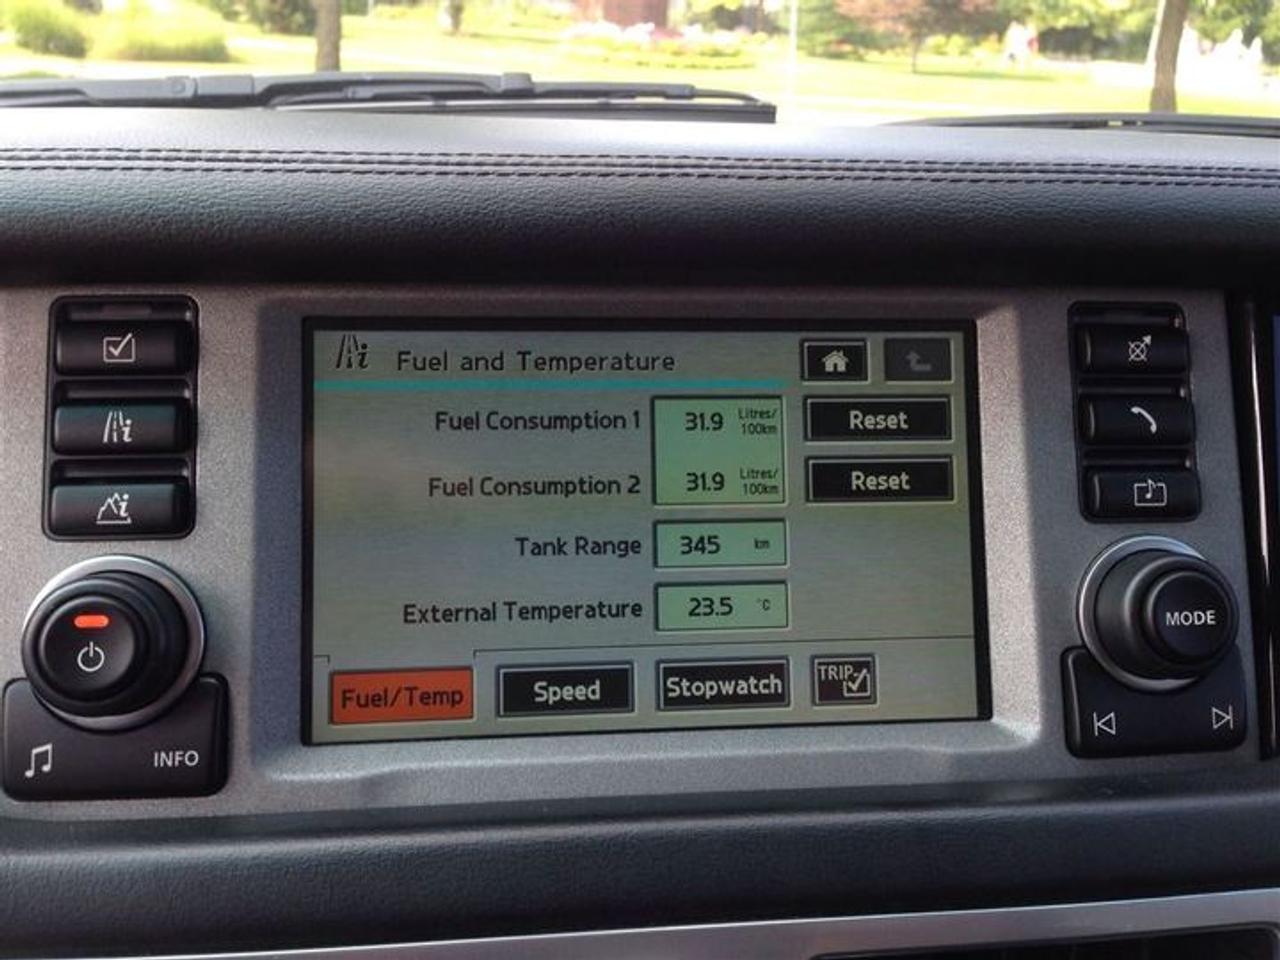 Fuel and Temperature
Fuel Consumption 1 31.9 Litres/100km Reset
Fuel Consumption 2 31.9 Litres/100km Reset
Tank Range 345 km
External Temperature 23.5 °C
Fuel/Temp Speed Stopwatch TRIP
MODE
INFO